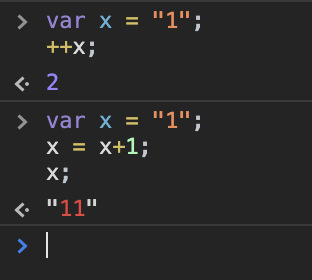 > var x = "1";
++x;
<· 2
> var x = "1";
x = x+1;
x;
<· "11"
>